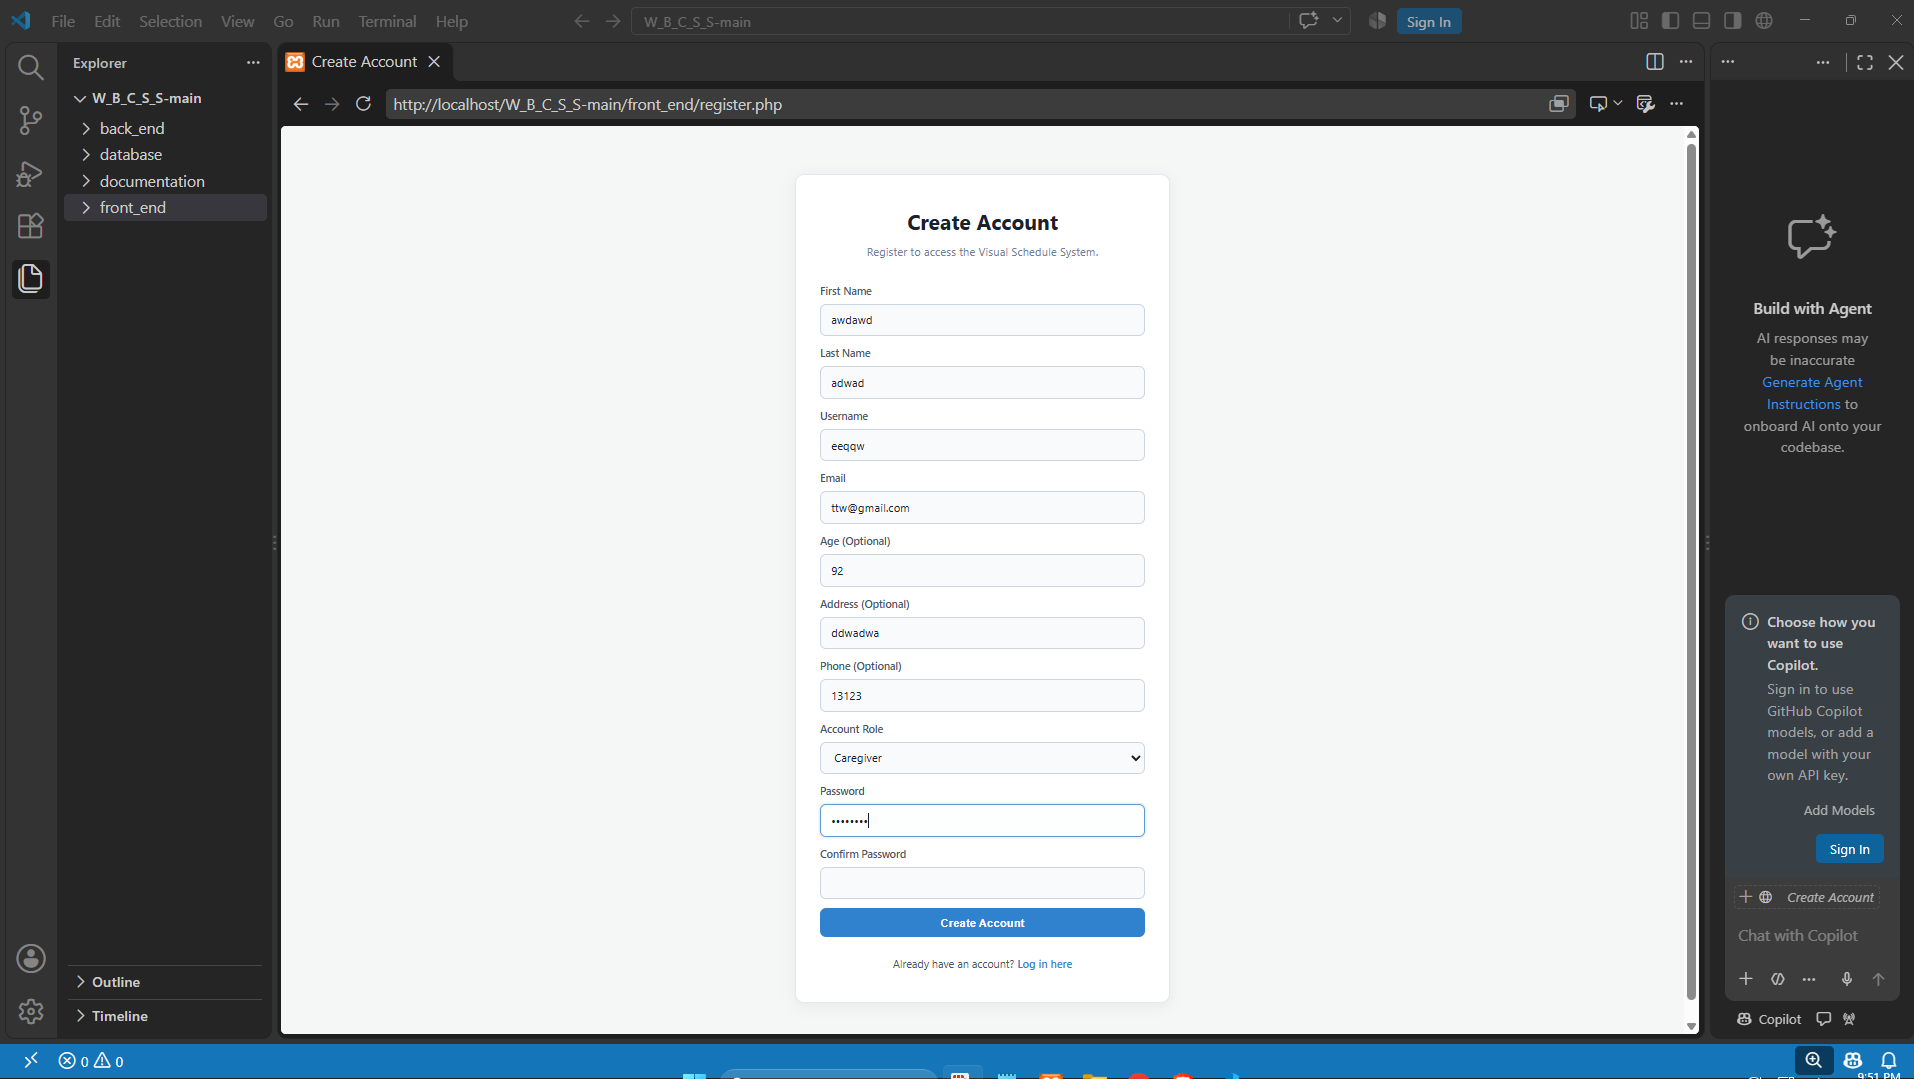 File Edit Selection View Go Run Terminal Help
W_B_C_S_S-main
Sign In
Explorer
Create Account
W_B_C_S_S-main
back_end
database
documentation
front_end
Outline
Timeline
http://localhost/W_B_C_S_S-main/front_end/register.php
Create Account
Register to access the Visual Schedule System.
First Name
awdawd
Last Name
adwad
Username
eeqqw
Email
ttw@gmail.com
Age (Optional)
92
Address (Optional)
ddwadwa
Phone (Optional)
13123
Account Role
Caregiver
Password
••••••••
Confirm Password
Create Account
Already have an account? Log in here
Build with Agent
AI responses may
be inaccurate
Generate Agent
Instructions to
onboard AI onto your
codebase.
Choose how you
want to use
Copilot.
Sign in to use
GitHub Copilot
models, or add a
model with your
own API key.
Add Models
Sign In
Create Account
Chat with Copilot
Copilot
0 0
9:51 PM